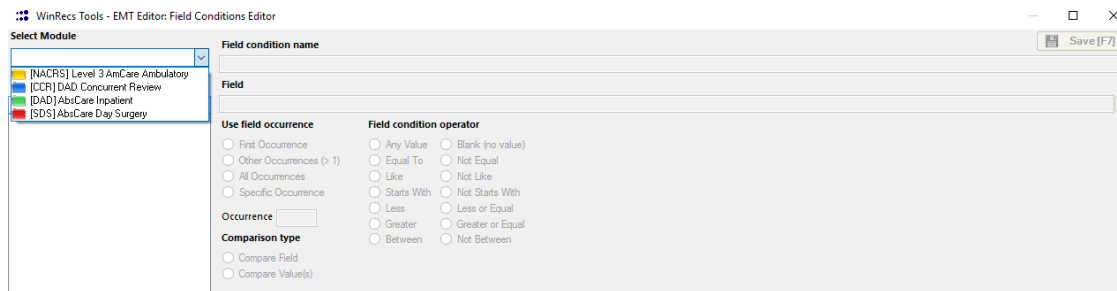 WinRecs Tools - EMT Editor: Field Conditions Editor
Select Module
[NACRS] Level 3 AmCare Ambulatory
[CCR] DAD Concurrent Review
[DAD] AbsCare Inpatient
[SDS] AbsCare Day Surgery
Field condition name
Save [F7]
Field
Use field occurrence
First Occurrence
Other Occurrences (> 1)
All Occurrences
Specific Occurrence
Occurrence
Comparison type
Compare Field
Compare Value(s)
Field condition operator
Any Value Blank (no value)
Equal To Not Equal
Like Not Like
Starts With Not Starts With
Less Less or Equal
Greater Greater or Equal
Between Not Between